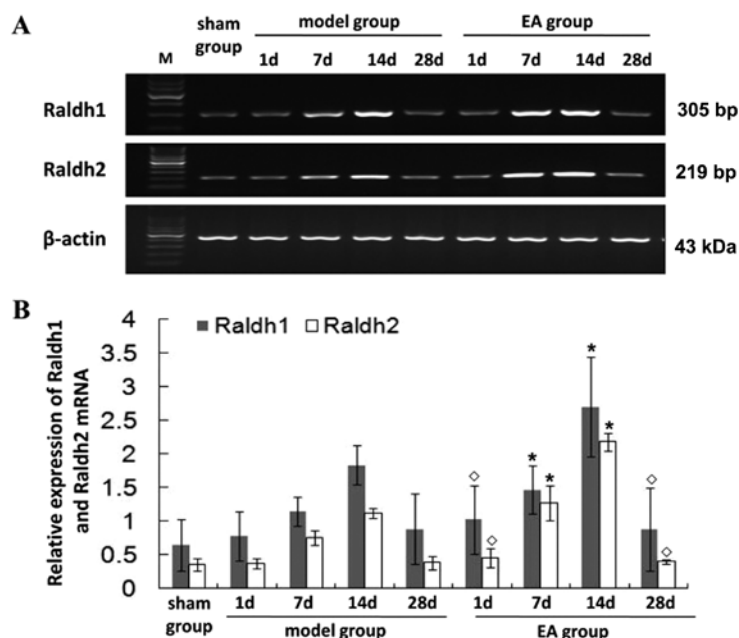 A
sham group
model group
EA group
M
1d
7d
14d
28d
1d
7d
14d
28d
Raldh1
305 bp
Raldh2
219 bp
β-actin
43 kDa
B
Relative expression of Raldh1
and Raldh2 mRNA
4
3.5
3
2.5
2
1.5
1
0.5
0
Raldh1
Raldh2
◇
◇
*
*
*
*
◇
◇
sham
group
1d
7d
14d
28d
1d
7d
14d
28d
model group
EA group